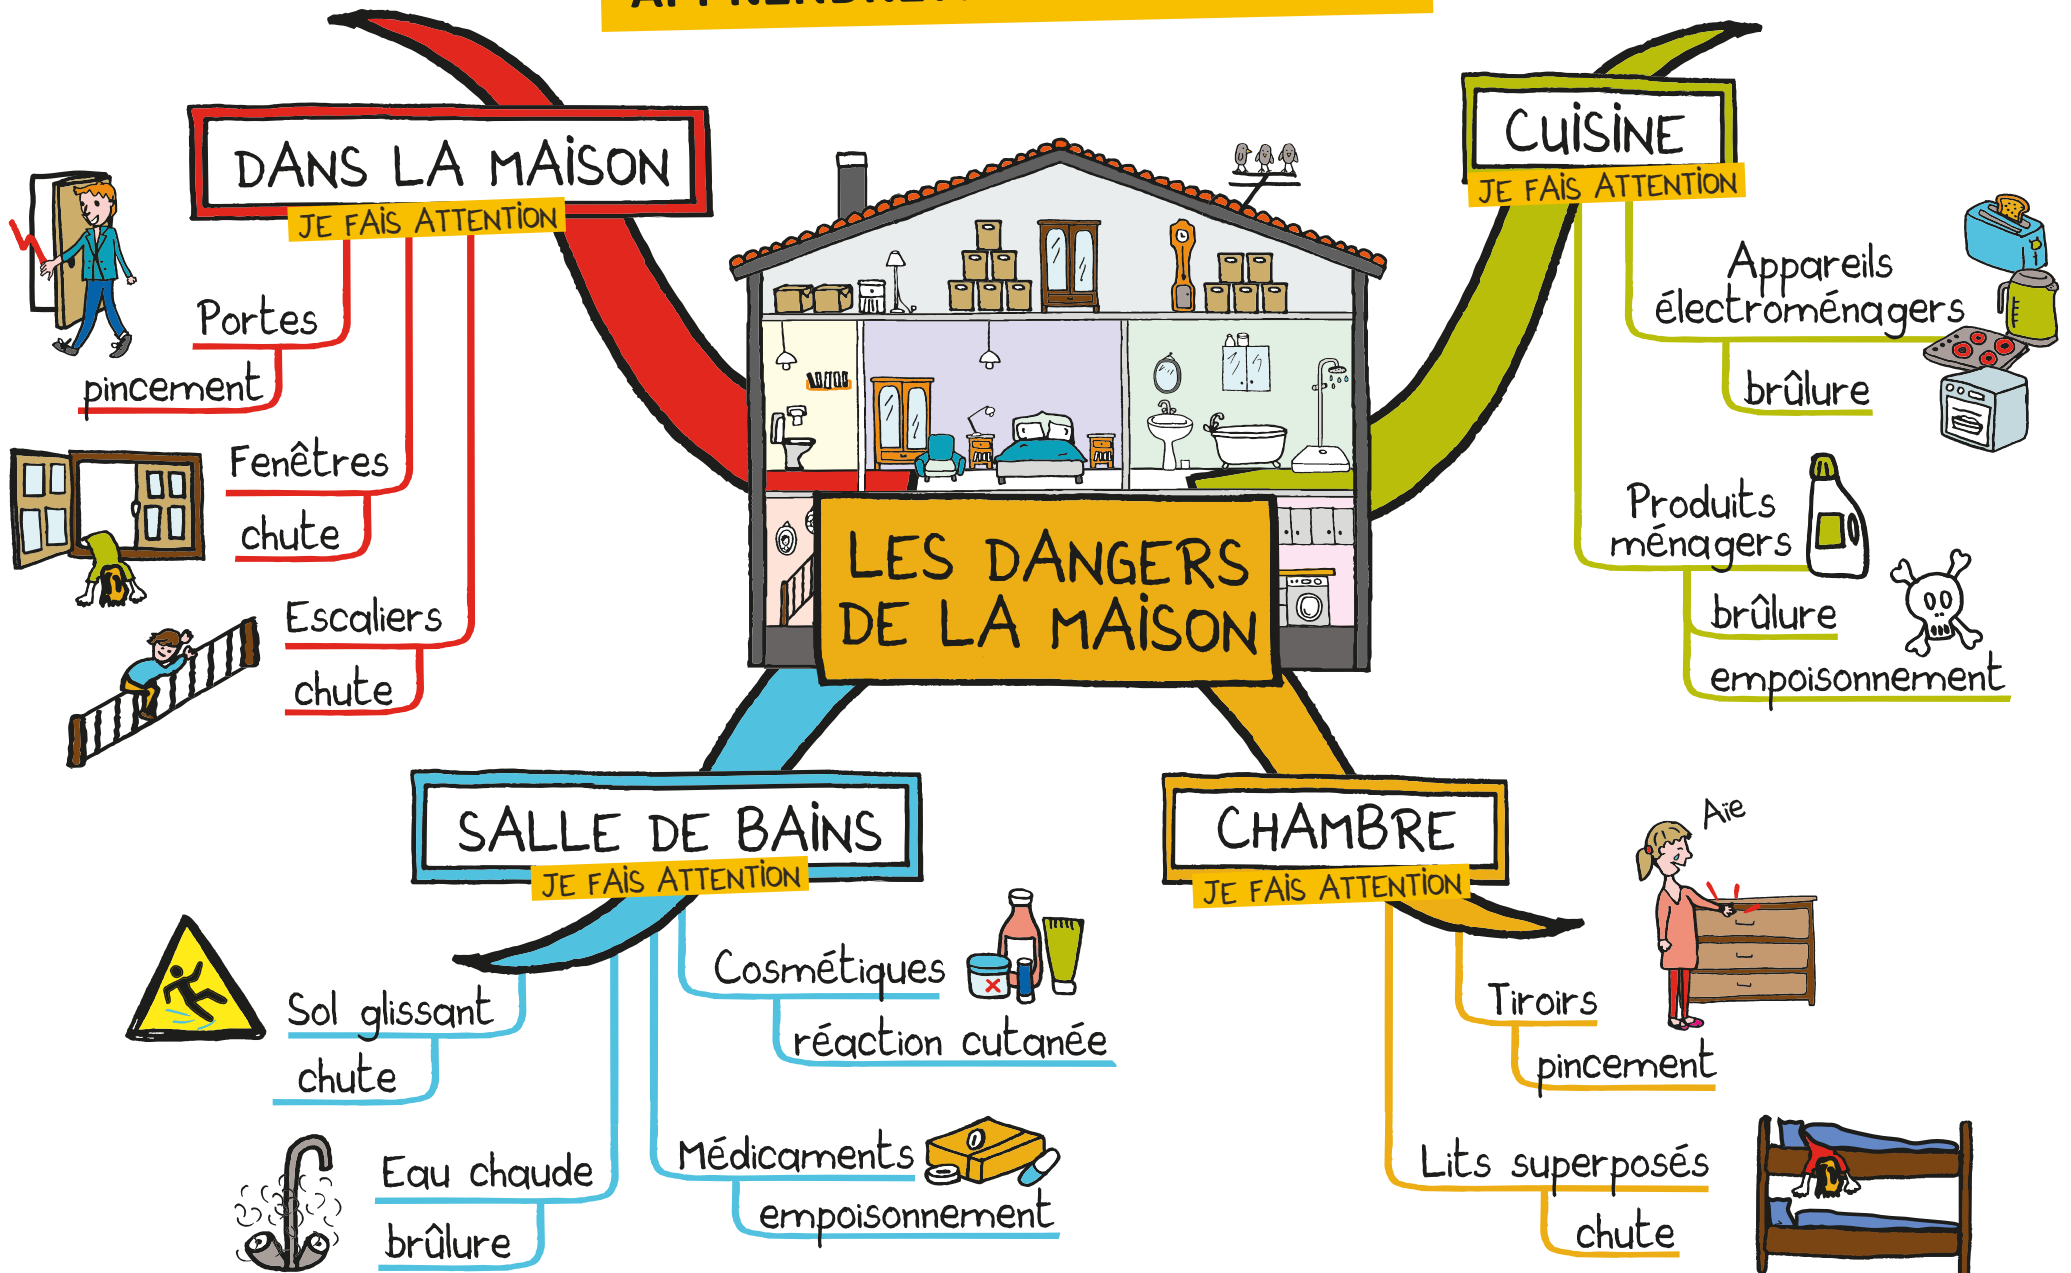 DANS LA MAISON
JE FAIS ATTENTION
Portes
pincement
Fenêtres
chute
Escaliers
chute
CUISINE
JE FAIS ATTENTION
Appareils
électroménagers
brûlure
Produits
ménagers
brûlure
empoisonnement
LES DANGERS
DE LA MAISON
SALLE DE BAINS
JE FAIS ATTENTION
Sol glissant
chute
Eau chaude
brûlure
Cosmétiques
réaction cutanée
Médicaments
empoisonnement
CHAMBRE
JE FAIS ATTENTION
Aïe
Tiroirs
pincement
Lits superposés
chute